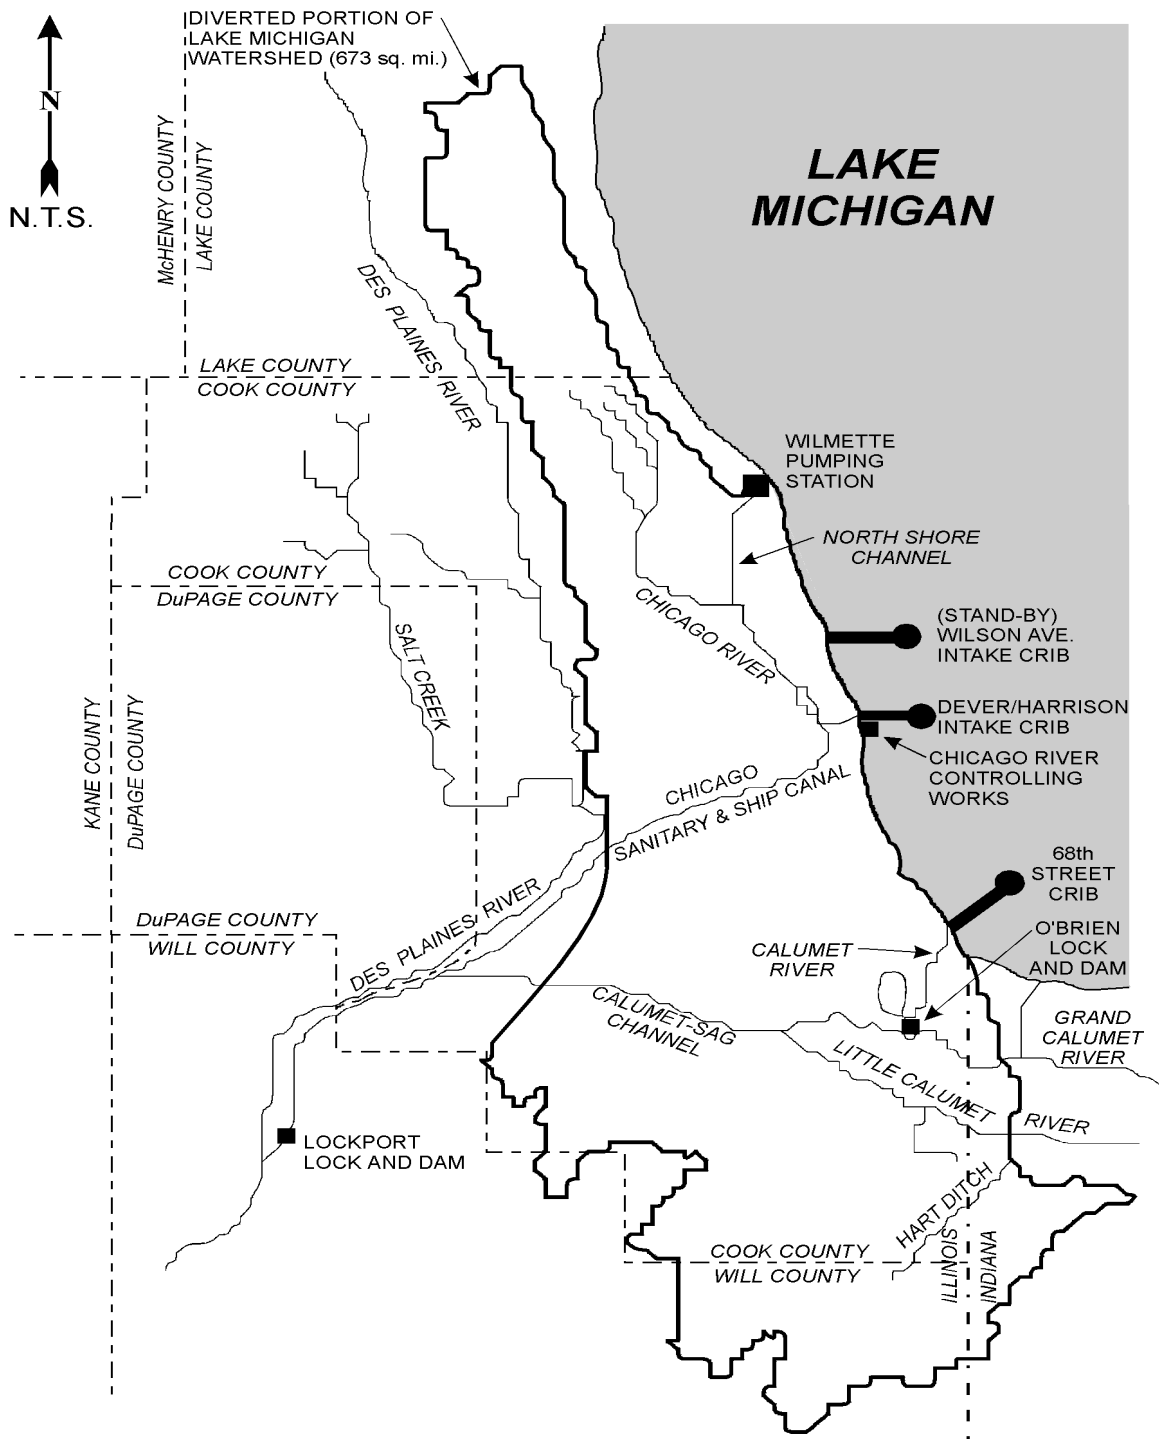 DIVERTED PORTION OF
LAKE MICHIGAN
WATERSHED (673 sq. mi.)
N
N.T.S.
McHENRY COUNTY
LAKE COUNTY
LAKE
MICHIGAN
DES PLAINES RIVER
LAKE COUNTY
COOK COUNTY
WILMETTE
PUMPING
STATION
NORTH SHORE
CHANNEL
COOK COUNTY
DuPAGE COUNTY
CHICAGO RIVER
(STAND-BY)
WILSON AVE.
INTAKE CRIB
SALT CREEK
DEVER/HARRISON
INTAKE CRIB
KANE COUNTY
DuPAGE COUNTY
CHICAGO RIVER
CONTROLLING
WORKS
CHICAGO
SANITARY & SHIP CANAL
68th
STREET
CRIB
DES PLAINES RIVER
DuPAGE COUNTY
WILL COUNTY
O'BRIEN
LOCK
AND DAM
CALUMET
RIVER
CALUMET-SAG
CHANNEL
GRAND
CALUMET
RIVER
LITTLE CALUMET RIVER
LOCKPORT
LOCK AND DAM
HART DITCH
COOK COUNTY
WILL COUNTY
ILLINOIS
INDIANA